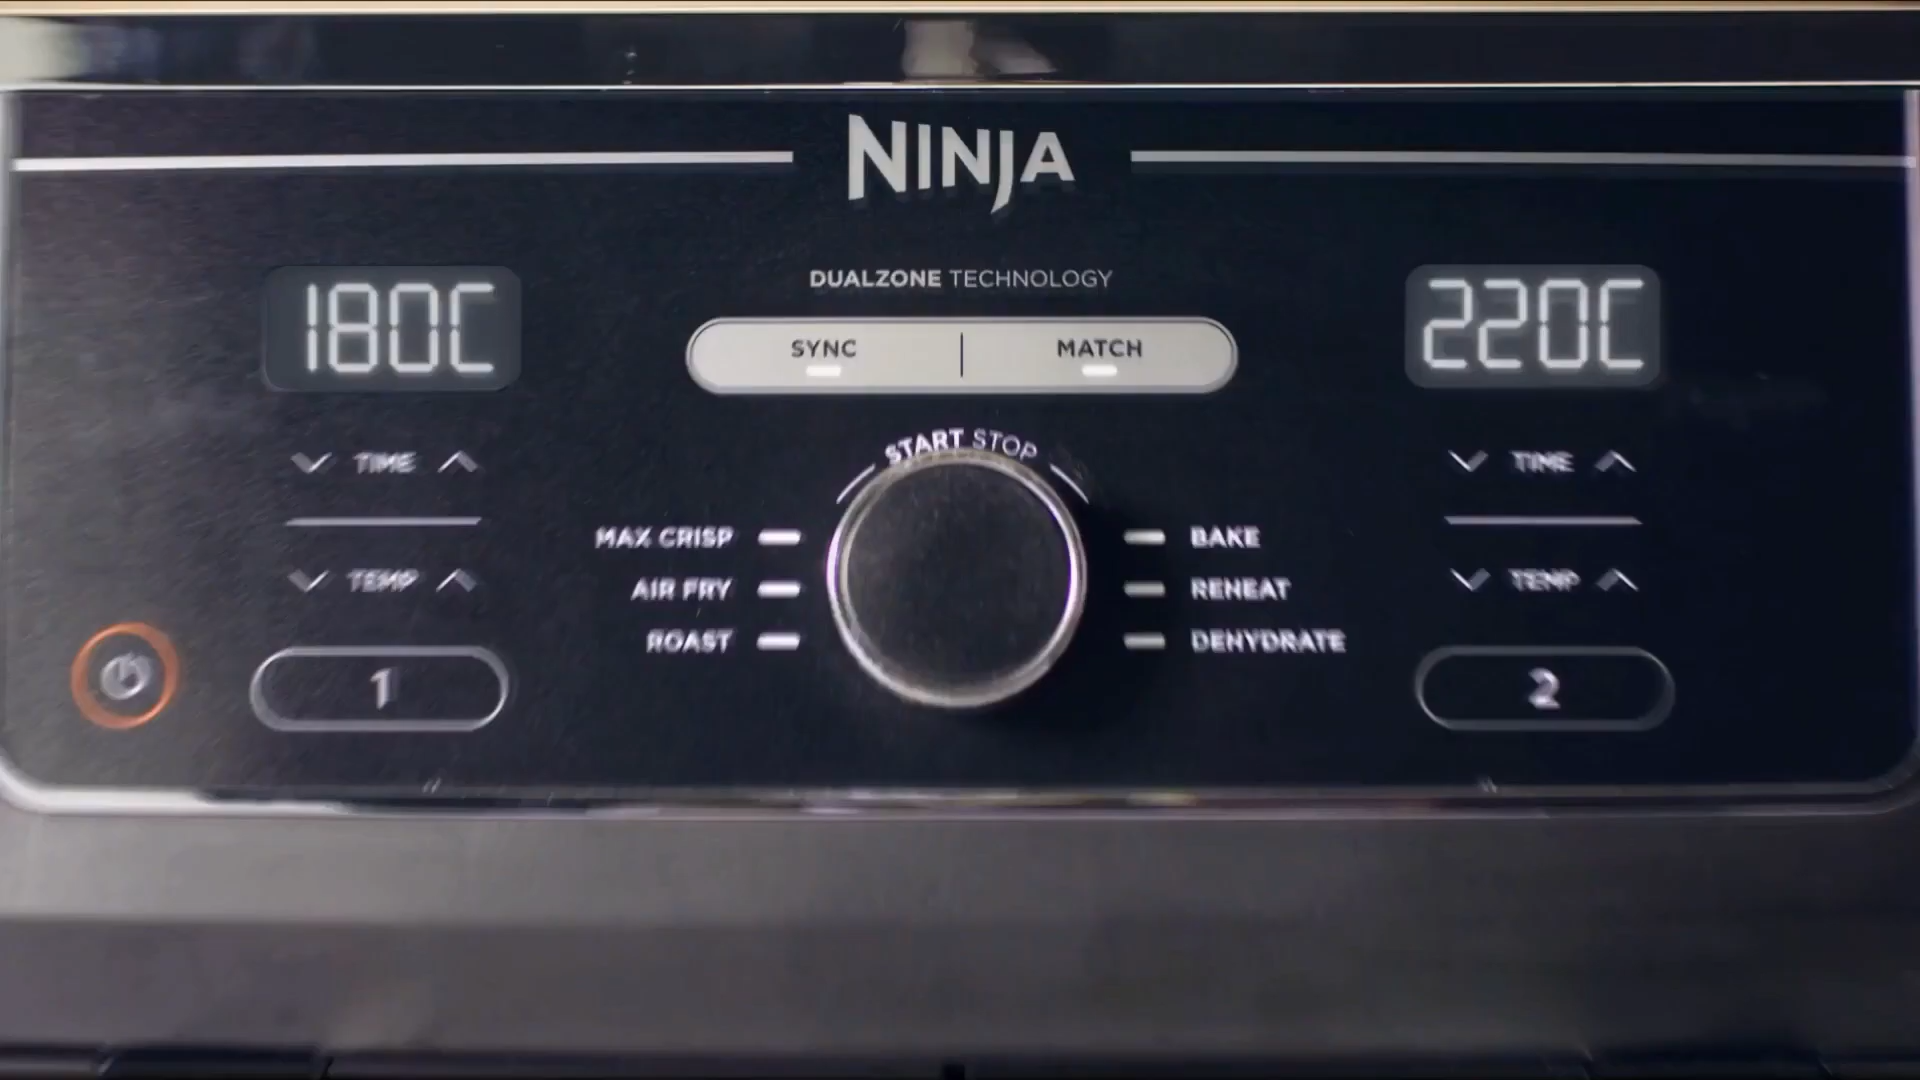 NINJA
DUALZONE TECHNOLOGY
180C
220C
SYNC
MATCH
START STOP
TIME
TIME
MAX CRISP
BAKE
TEMP
AIR FRY
REHEAT
TEMP
ROAST
DEHYDRATE
1
2